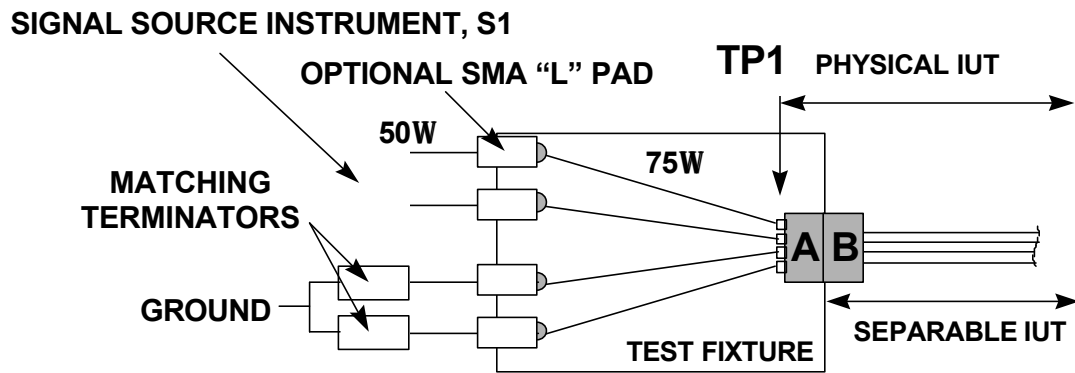 SIGNAL SOURCE INSTRUMENT, S1
OPTIONAL SMA “L” PAD
TP1
PHYSICAL IUT
50W
75W
MATCHING
TERMINATORS
A
B
GROUND
SEPARABLE IUT
TEST FIXTURE